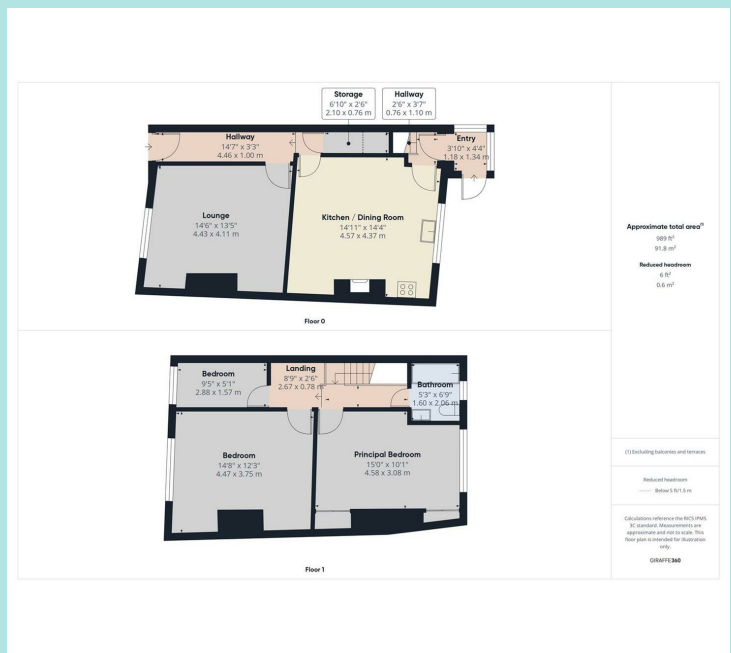 Storage
6'10" x 2'6"
2.10 x 0.76 m
Hallway
2'6" x 3'7"
0.76 x 1.10 m
Hallway
14'7" x 3'3"
4.46 x 1.00 m
Entry
3'10" x 4'4"
1.18 x 1.34 m
Lounge
14'6" x 13'5"
4.43 x 4.11 m
Kitchen / Dining Room
14'11" x 14'4"
4.57 x 4.37 m
Floor 0
Landing
8'9" x 2'6"
2.67 x 0.78 m
Bedroom
9'5" x 5'1"
2.88 x 1.57 m
Bathroom
5'3" x 6'9"
1.60 x 2.06 m
Bedroom
14'8" x 12'3"
4.47 x 3.75 m
Principal Bedroom
15'0" x 10'1"
4.58 x 3.08 m
Floor 1
Approximate total area(1)
989 ft²
91.8 m²
Reduced headroom
6 ft²
0.6 m²
(1) Excluding balconies and terraces
Reduced headroom
Below 5 ft/1.5 m
Calculations reference the RICS IPMS
3C standard. Measurements are
approximate and not to scale. This
floor plan is intended for illustration
only.
GIRAFFE360